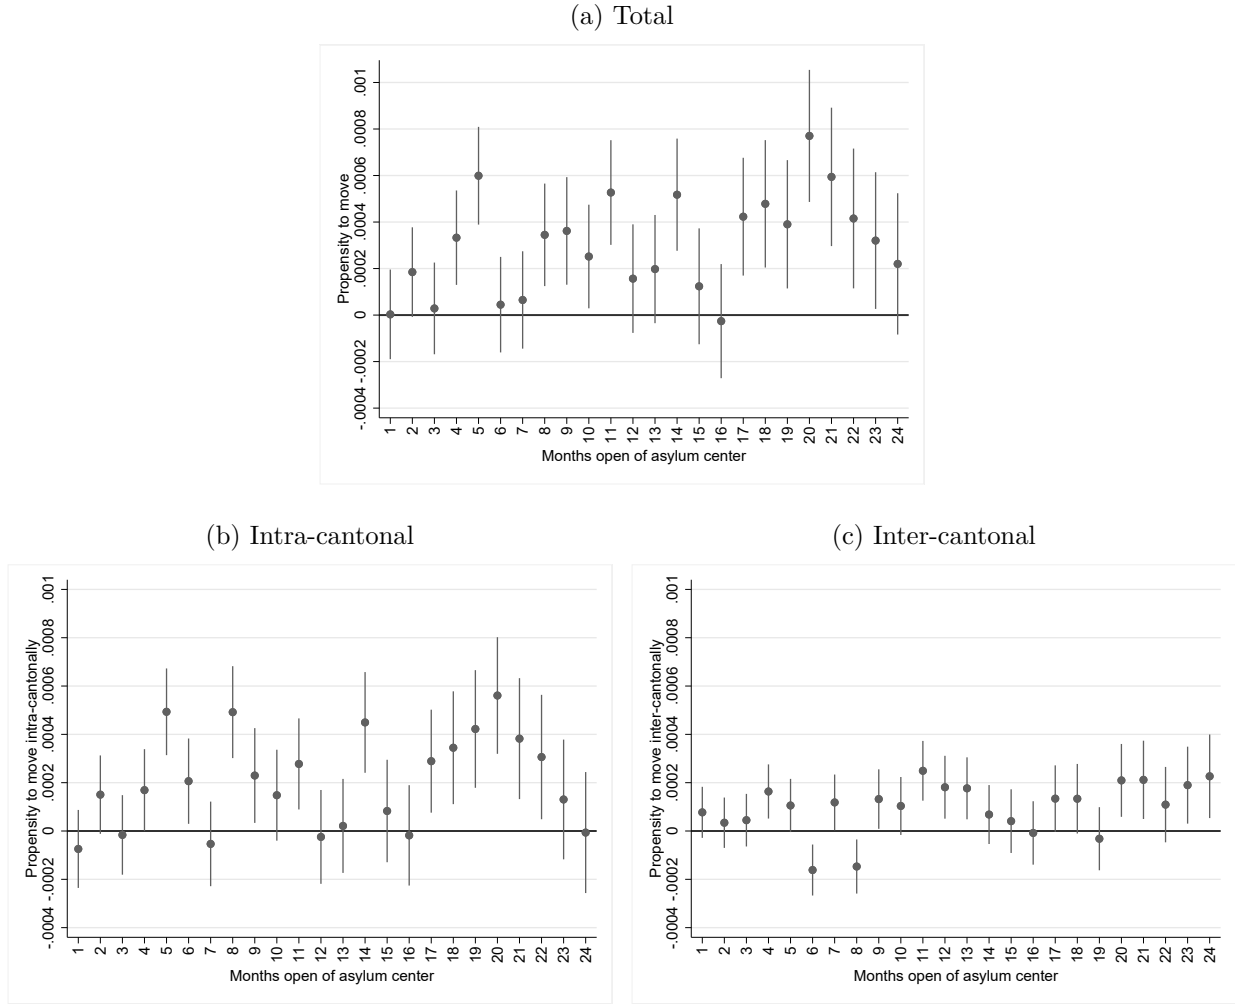 (a) Total
Propensity to move
.001
.0008
.0006
.0004
.0002
0
-.0002
-.0004
1 2 3 4 5 6 7 8 9 10 11 12 13 14 15 16 17 18 19 20 21 22 23 24
Months open of asylum center
(b) Intra-cantonal
Propensity to move intra-cantonally
.001
.0008
.0006
.0004
.0002
0
-.0002
-.0004
1 2 3 4 5 6 7 8 9 10 11 12 13 14 15 16 17 18 19 20 21 22 23 24
Months open of asylum center
(c) Inter-cantonal
Propensity to move inter-cantonally
.001
.0008
.0006
.0004
.0002
0
-.0002
-.0004
1 2 3 4 5 6 7 8 9 10 11 12 13 14 15 16 17 18 19 20 21 22 23 24
Months open of asylum center